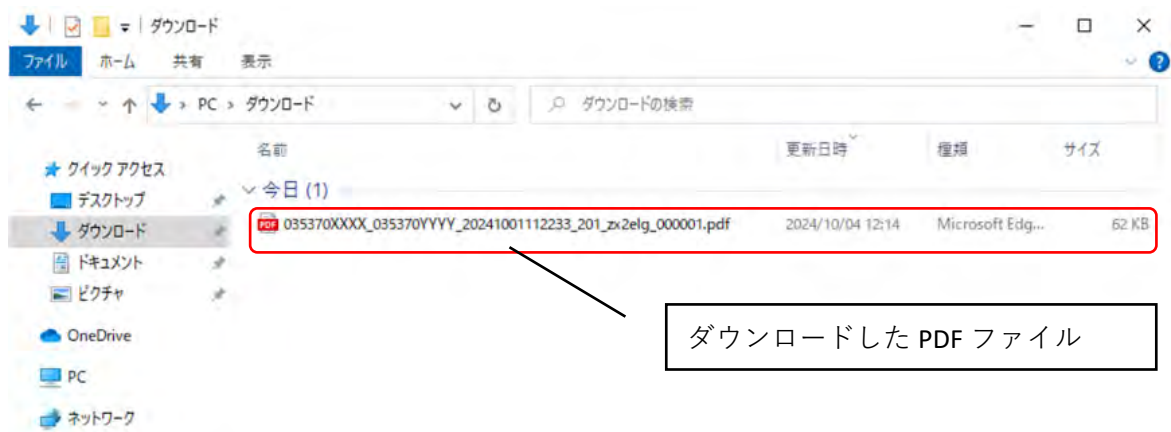 ダウンロード
ファイル ホーム 共有 表示
PC › ダウンロード ダウンロードの検索
名前 更新日時 種類 サイズ
クイック アクセス
今日 (1)
デスクトップ
035370XXXX_035370YYYY_20241001112233_201_zx2elg_000001.pdf 2024/10/04 12:14 Microsoft Edg... 62 KB
ダウンロード
ドキュメント
ピクチャ
ダウンロードした PDF ファイル
OneDrive
PC
ネットワーク